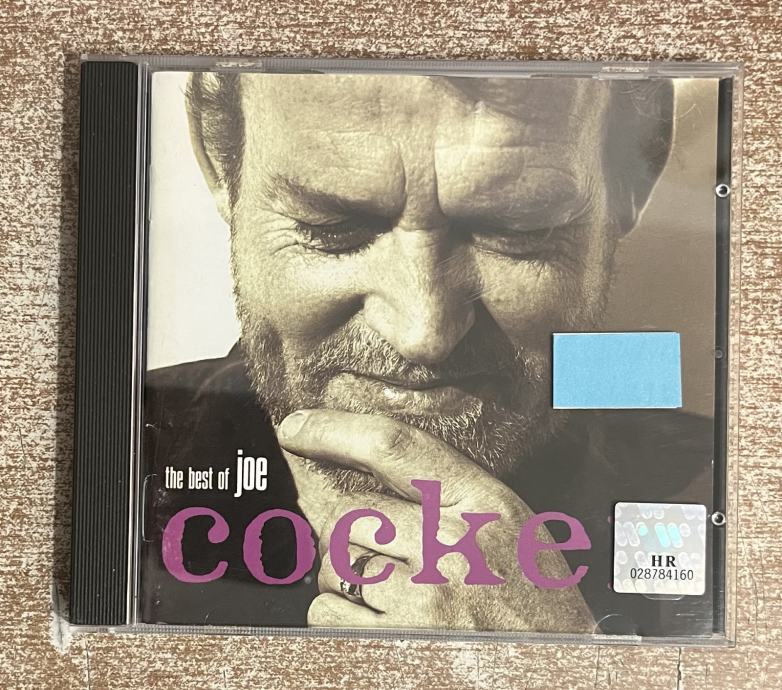 the best of joe
cocke
HR
028784160